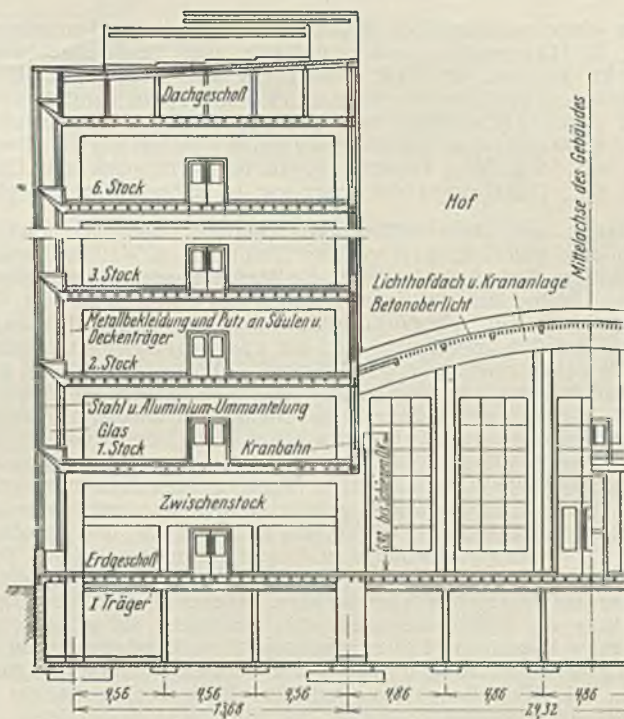 Dachgeschoß
6. Stock
Hof
Mittelachse des Gebäudes
3. Stock
Lichthofdach u. Krananlage
Betonoberlicht
Metallbekleidung und Putz an Säulen u.
Deckenträger
2. Stock
Stahl u. Aluminium-Ummantelung
Glas
1. Stock
Kranbahn
Zwischenstock
Erdgeschoß
I Träger
4,56
4,56
4,56
4,86
4,86
4,86
13,68
24,32